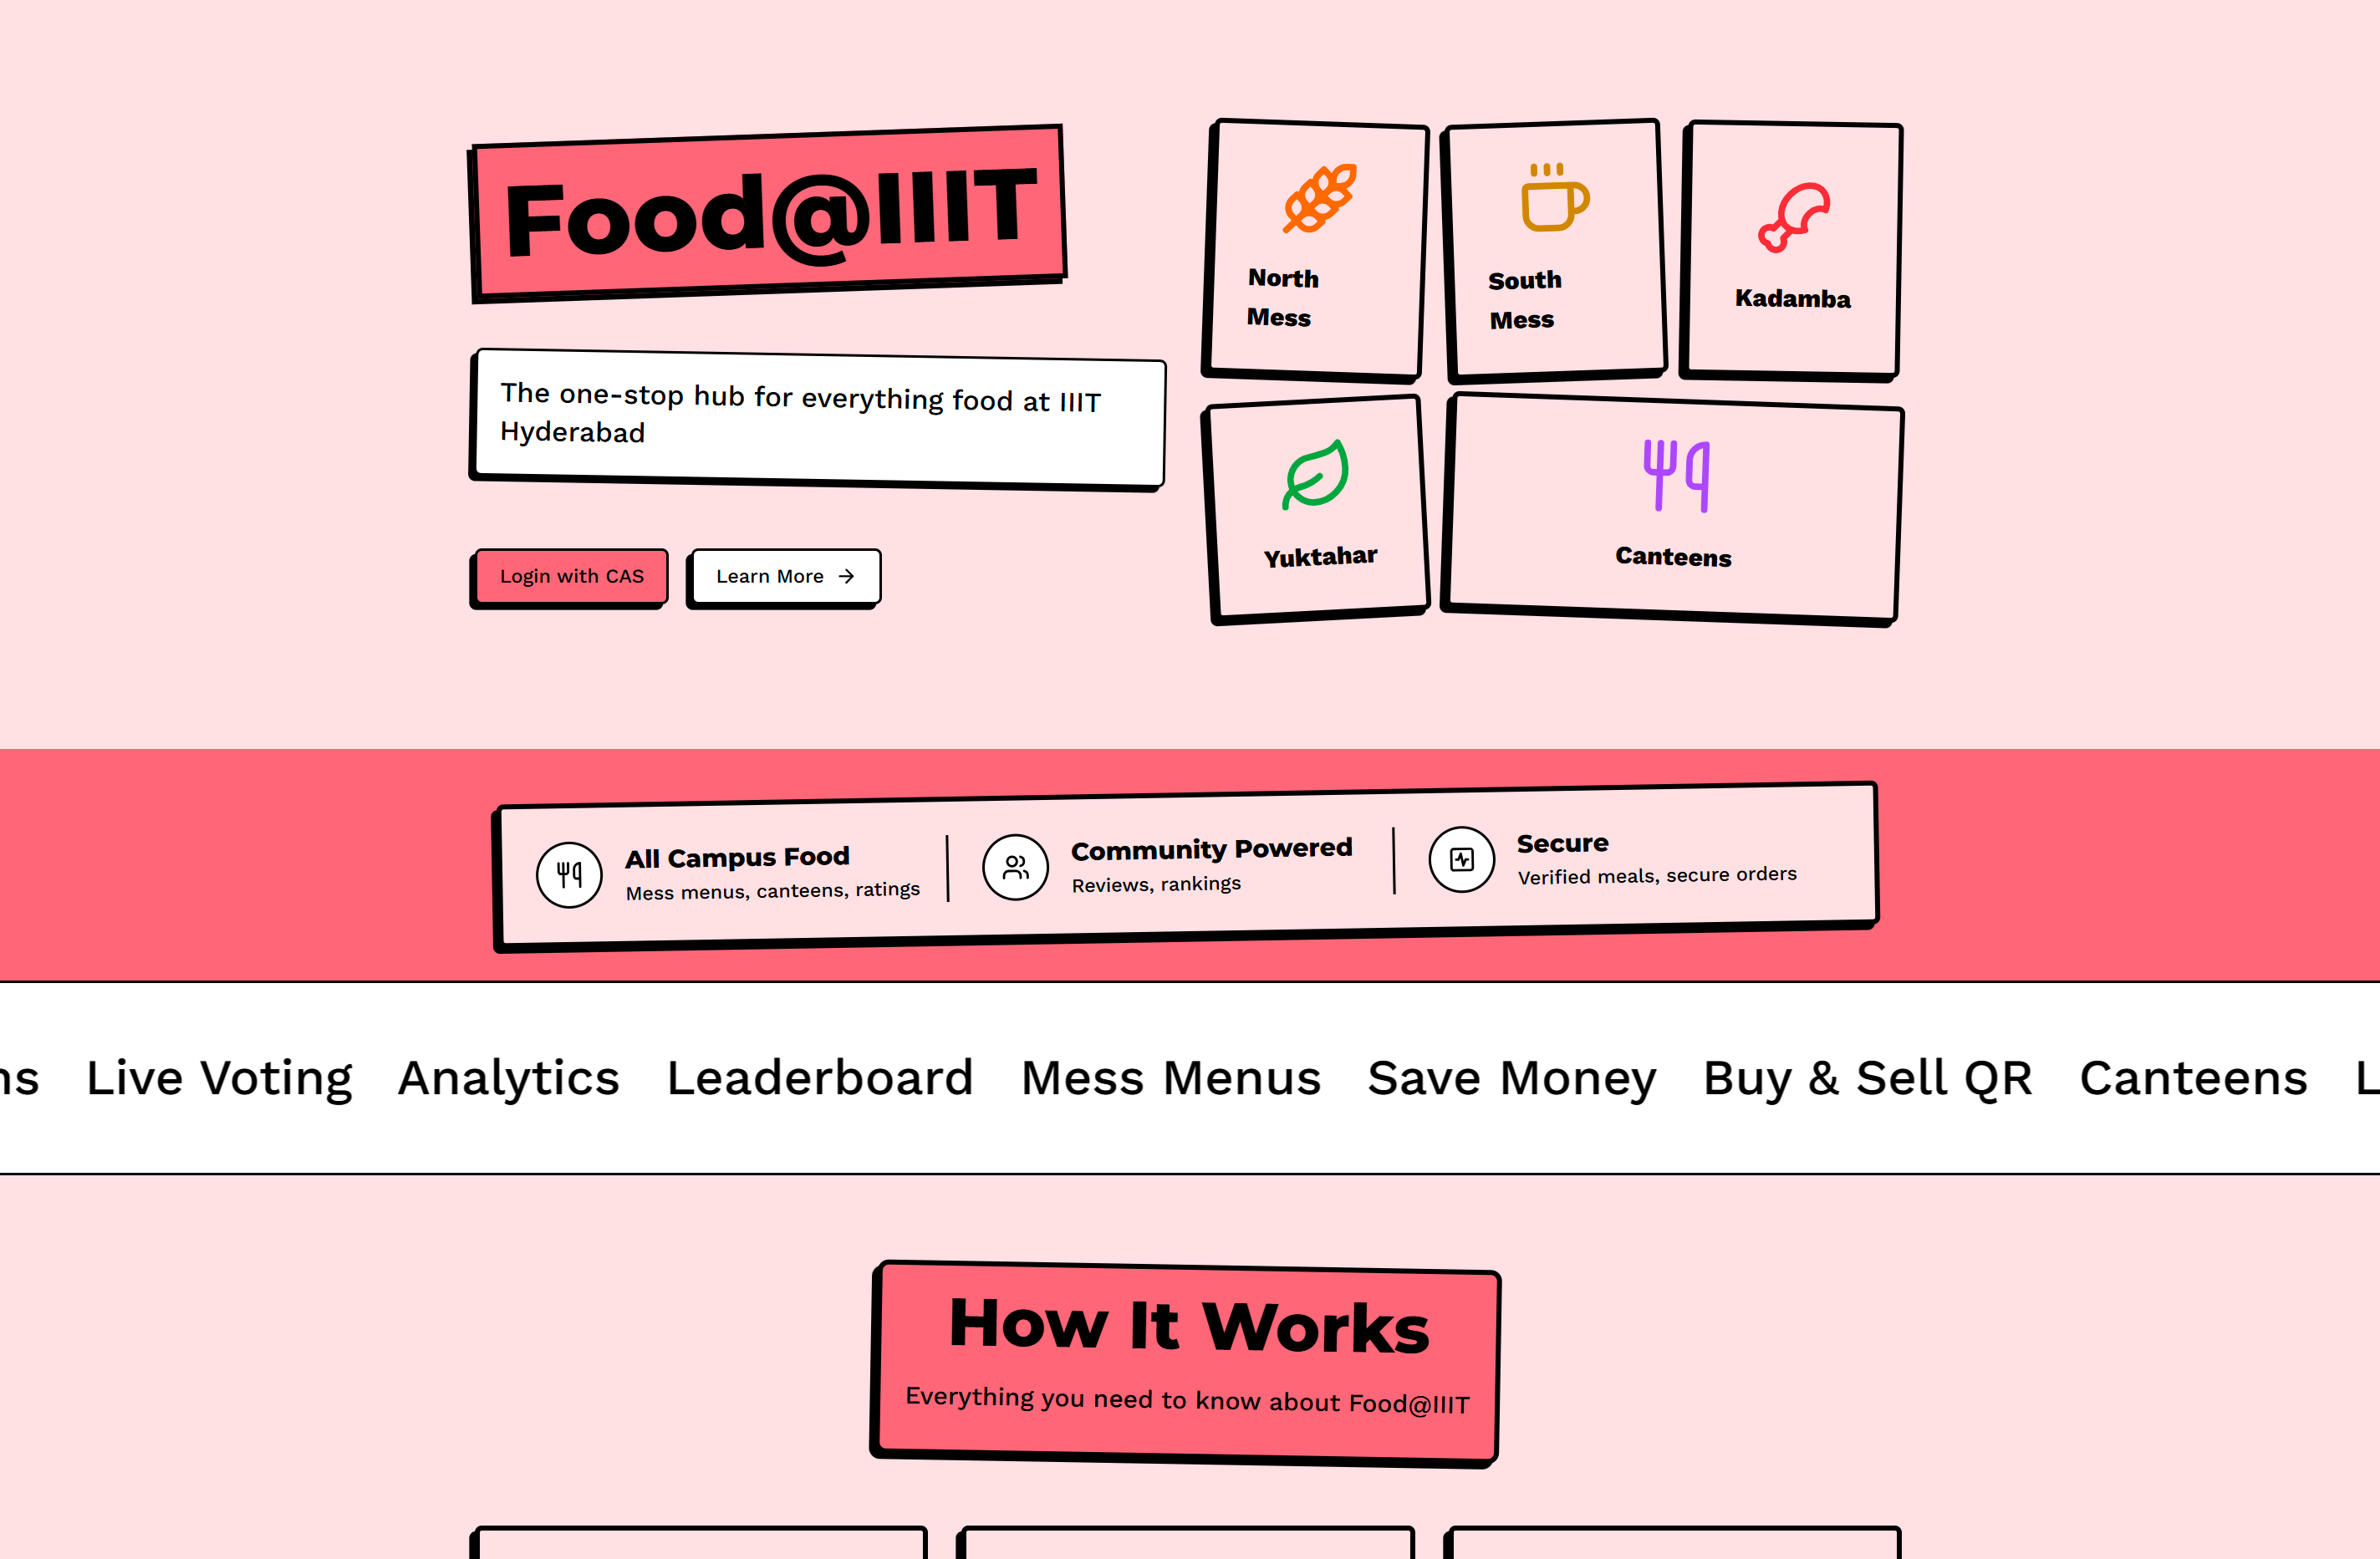 Food@IIIT
The one-stop hub for everything food at IIIT
Hyderabad
Login with CAS
Learn More
North
Mess
South
Mess
Kadamba
Yuktahar
Canteens
All Campus Food
Mess menus, canteens, ratings
Community Powered
Reviews, rankings
Secure
Verified meals, secure orders
ns Live Voting Analytics Leaderboard Mess Menus Save Money Buy & Sell QR Canteens L
How It Works
Everything you need to know about Food@IIIT